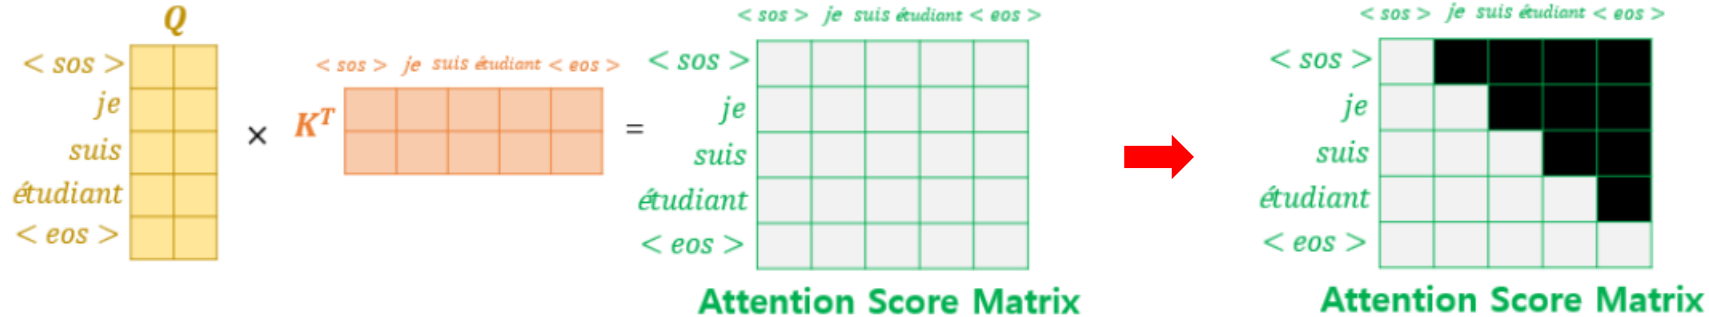 Q
< sos >
je
suis
étudiant
< eos >
×
K^T
< sos > je suis étudiant < eos >
=
< sos > je suis étudiant < eos >
< sos >
je
suis
étudiant
< eos >
Attention Score Matrix
< sos > je suis étudiant < eos >
< sos >
je
suis
étudiant
< eos >
Attention Score Matrix